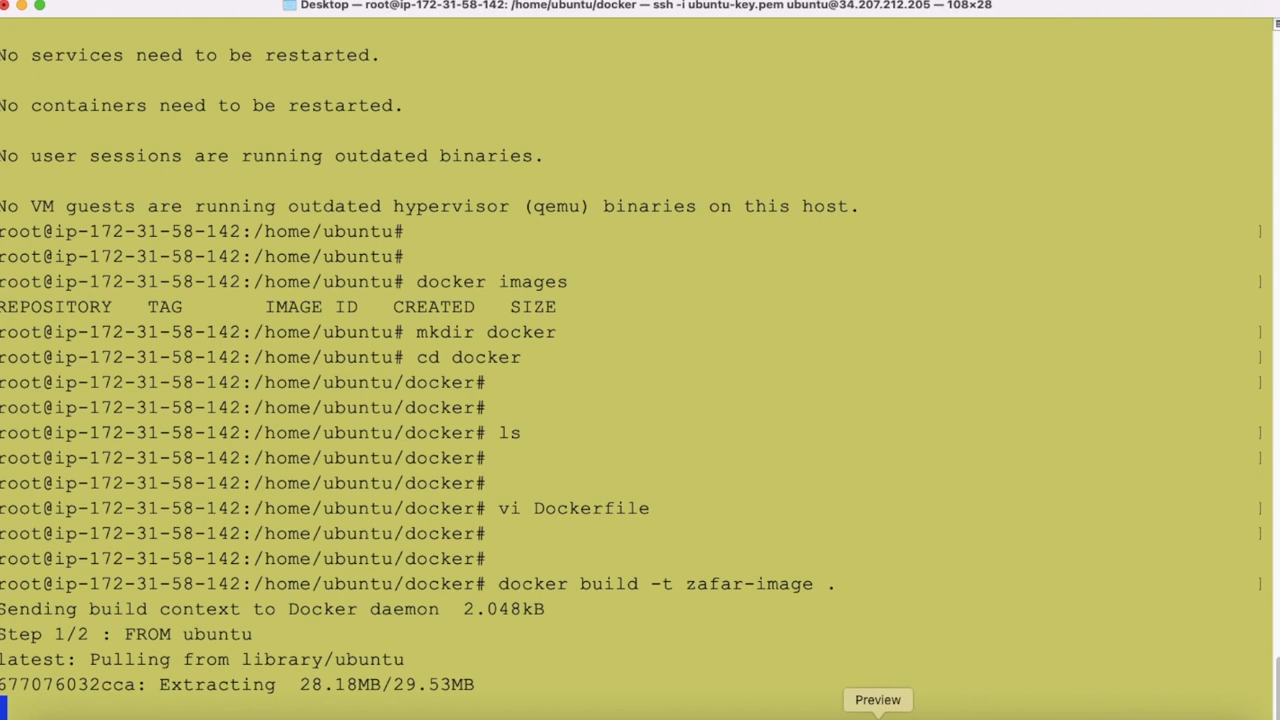 Desktop — root@ip-172-31-58-142: /home/ubuntu/docker — ssh -i ubuntu-key.pem ubuntu@34.207.212.205 — 108×28
No services need to be restarted.
No containers need to be restarted.
No user sessions are running outdated binaries.
No VM guests are running outdated hypervisor (qemu) binaries on this host.
root@ip-172-31-58-142:/home/ubuntu# ]
root@ip-172-31-58-142:/home/ubuntu#
root@ip-172-31-58-142:/home/ubuntu# docker images ]
REPOSITORY   TAG       IMAGE ID   CREATED   SIZE
root@ip-172-31-58-142:/home/ubuntu# mkdir docker ]
root@ip-172-31-58-142:/home/ubuntu# cd docker ]
root@ip-172-31-58-142:/home/ubuntu/docker# ]
root@ip-172-31-58-142:/home/ubuntu/docker#
root@ip-172-31-58-142:/home/ubuntu/docker# ls ]
root@ip-172-31-58-142:/home/ubuntu/docker# ]
root@ip-172-31-58-142:/home/ubuntu/docker# ]
root@ip-172-31-58-142:/home/ubuntu/docker# vi Dockerfile ]
root@ip-172-31-58-142:/home/ubuntu/docker# ]
root@ip-172-31-58-142:/home/ubuntu/docker#
root@ip-172-31-58-142:/home/ubuntu/docker# docker build -t zafar-image . ]
Sending build context to Docker daemon  2.048kB
Step 1/2 : FROM ubuntu
latest: Pulling from library/ubuntu
677076032cca: Extracting  28.18MB/29.53MB
Preview